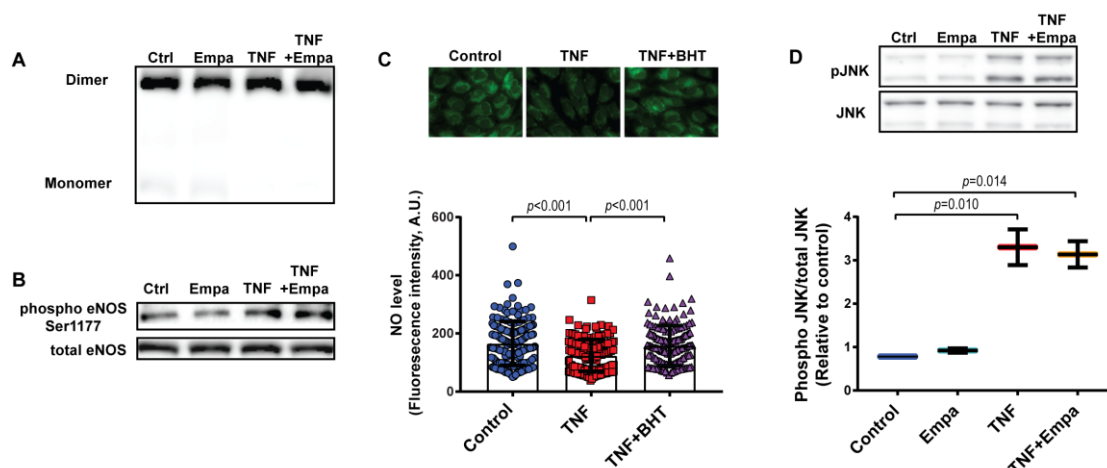 A
Ctrl Empa TNF TNF +Empa
Dimer
Monomer
B
Ctrl Empa TNF TNF +Empa
phospho eNOS
Ser1177
total eNOS
C
Control TNF TNF+BHT
p<0.001 p<0.001
NO level
(Fluoresence intensity, A.U.)
600
400
200
0
Control TNF TNF+BHT
D
Ctrl Empa TNF TNF +Empa
pJNK
JNK
p=0.014
p=0.010
Phospho JNK/total JNK
(Relative to control)
4
3
2
1
0
Control Empa TNF TNF+Empa